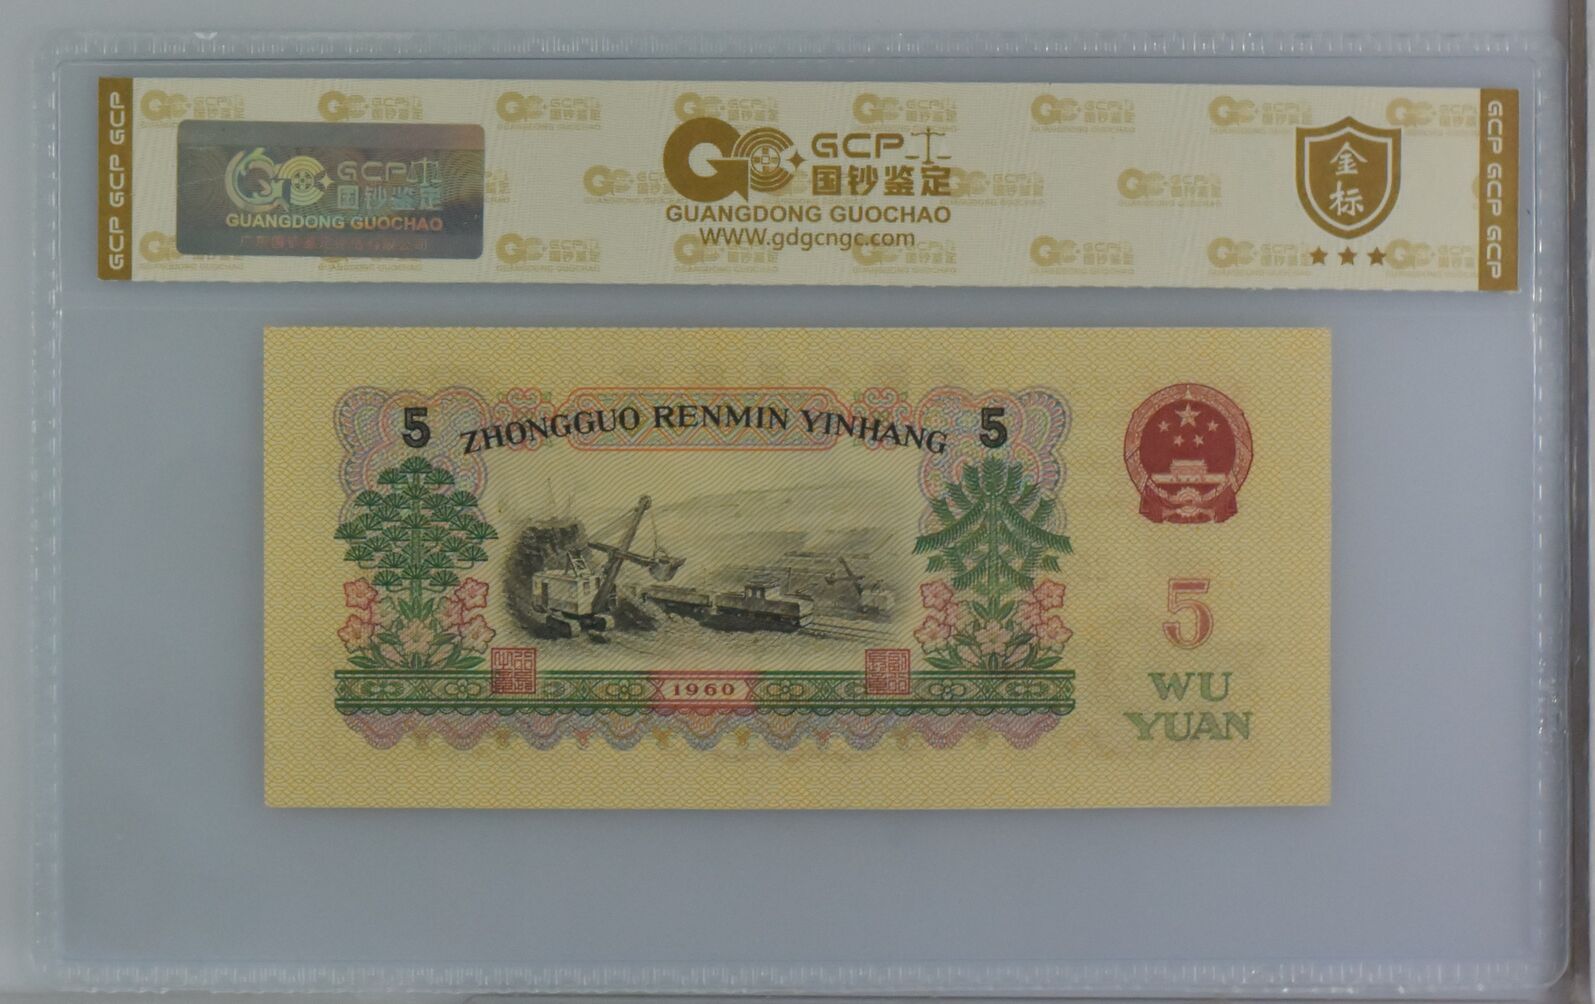 GCP GCP GCP
GCP
国钞鉴定
GUANGDONG GUOCHAO
GCP
国钞鉴定
GUANGDONG GUOCHAO
WWW.gdgcngc.com
金
标
GCP GCP GCP
5
ZHONGGUO RENMIN YINHANG
5
5
WU
YUAN
1960